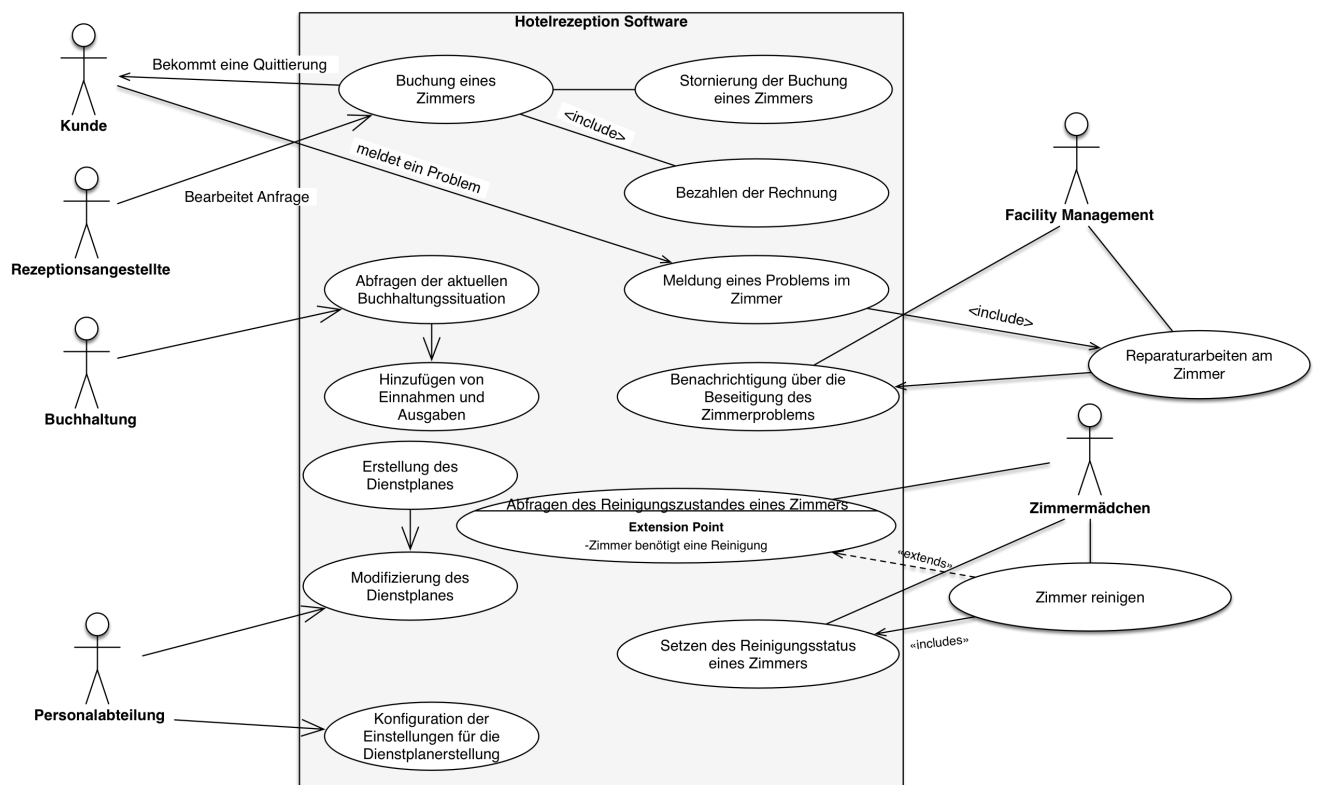 Hotelrezeption Software
Kunde
Bekommt eine Quittierung
Buchung eines
Zimmers
Stornierung der Buchung
eines Zimmers
<include>
meldet ein Problem
Bezahlen der Rechnung
Bearbeitet Anfrage
Rezeptionsangestellte
Facility Management
Abfragen der aktuellen
Buchhaltungssituation
Meldung eines Problems im
Zimmer
<include>
Reparaturarbeiten am
Zimmer
Buchhaltung
Hinzufügen von
Einnahmen und
Ausgaben
Benachrichtigung über die
Beseitigung des
Zimmerproblems
Erstellung des
Dienstplanes
Abfragen des Reinigungszustandes eines Zimmers
Extension Point
-Zimmer benötigt eine Reinigung
Zimmermädchen
«extends»
Modifizierung des
Dienstplanes
Zimmer reinigen
Setzen des Reinigungsstatus
eines Zimmers
«includes»
Personalabteilung
Konfiguration der
Einstellungen für die
Dienstplanerstellung